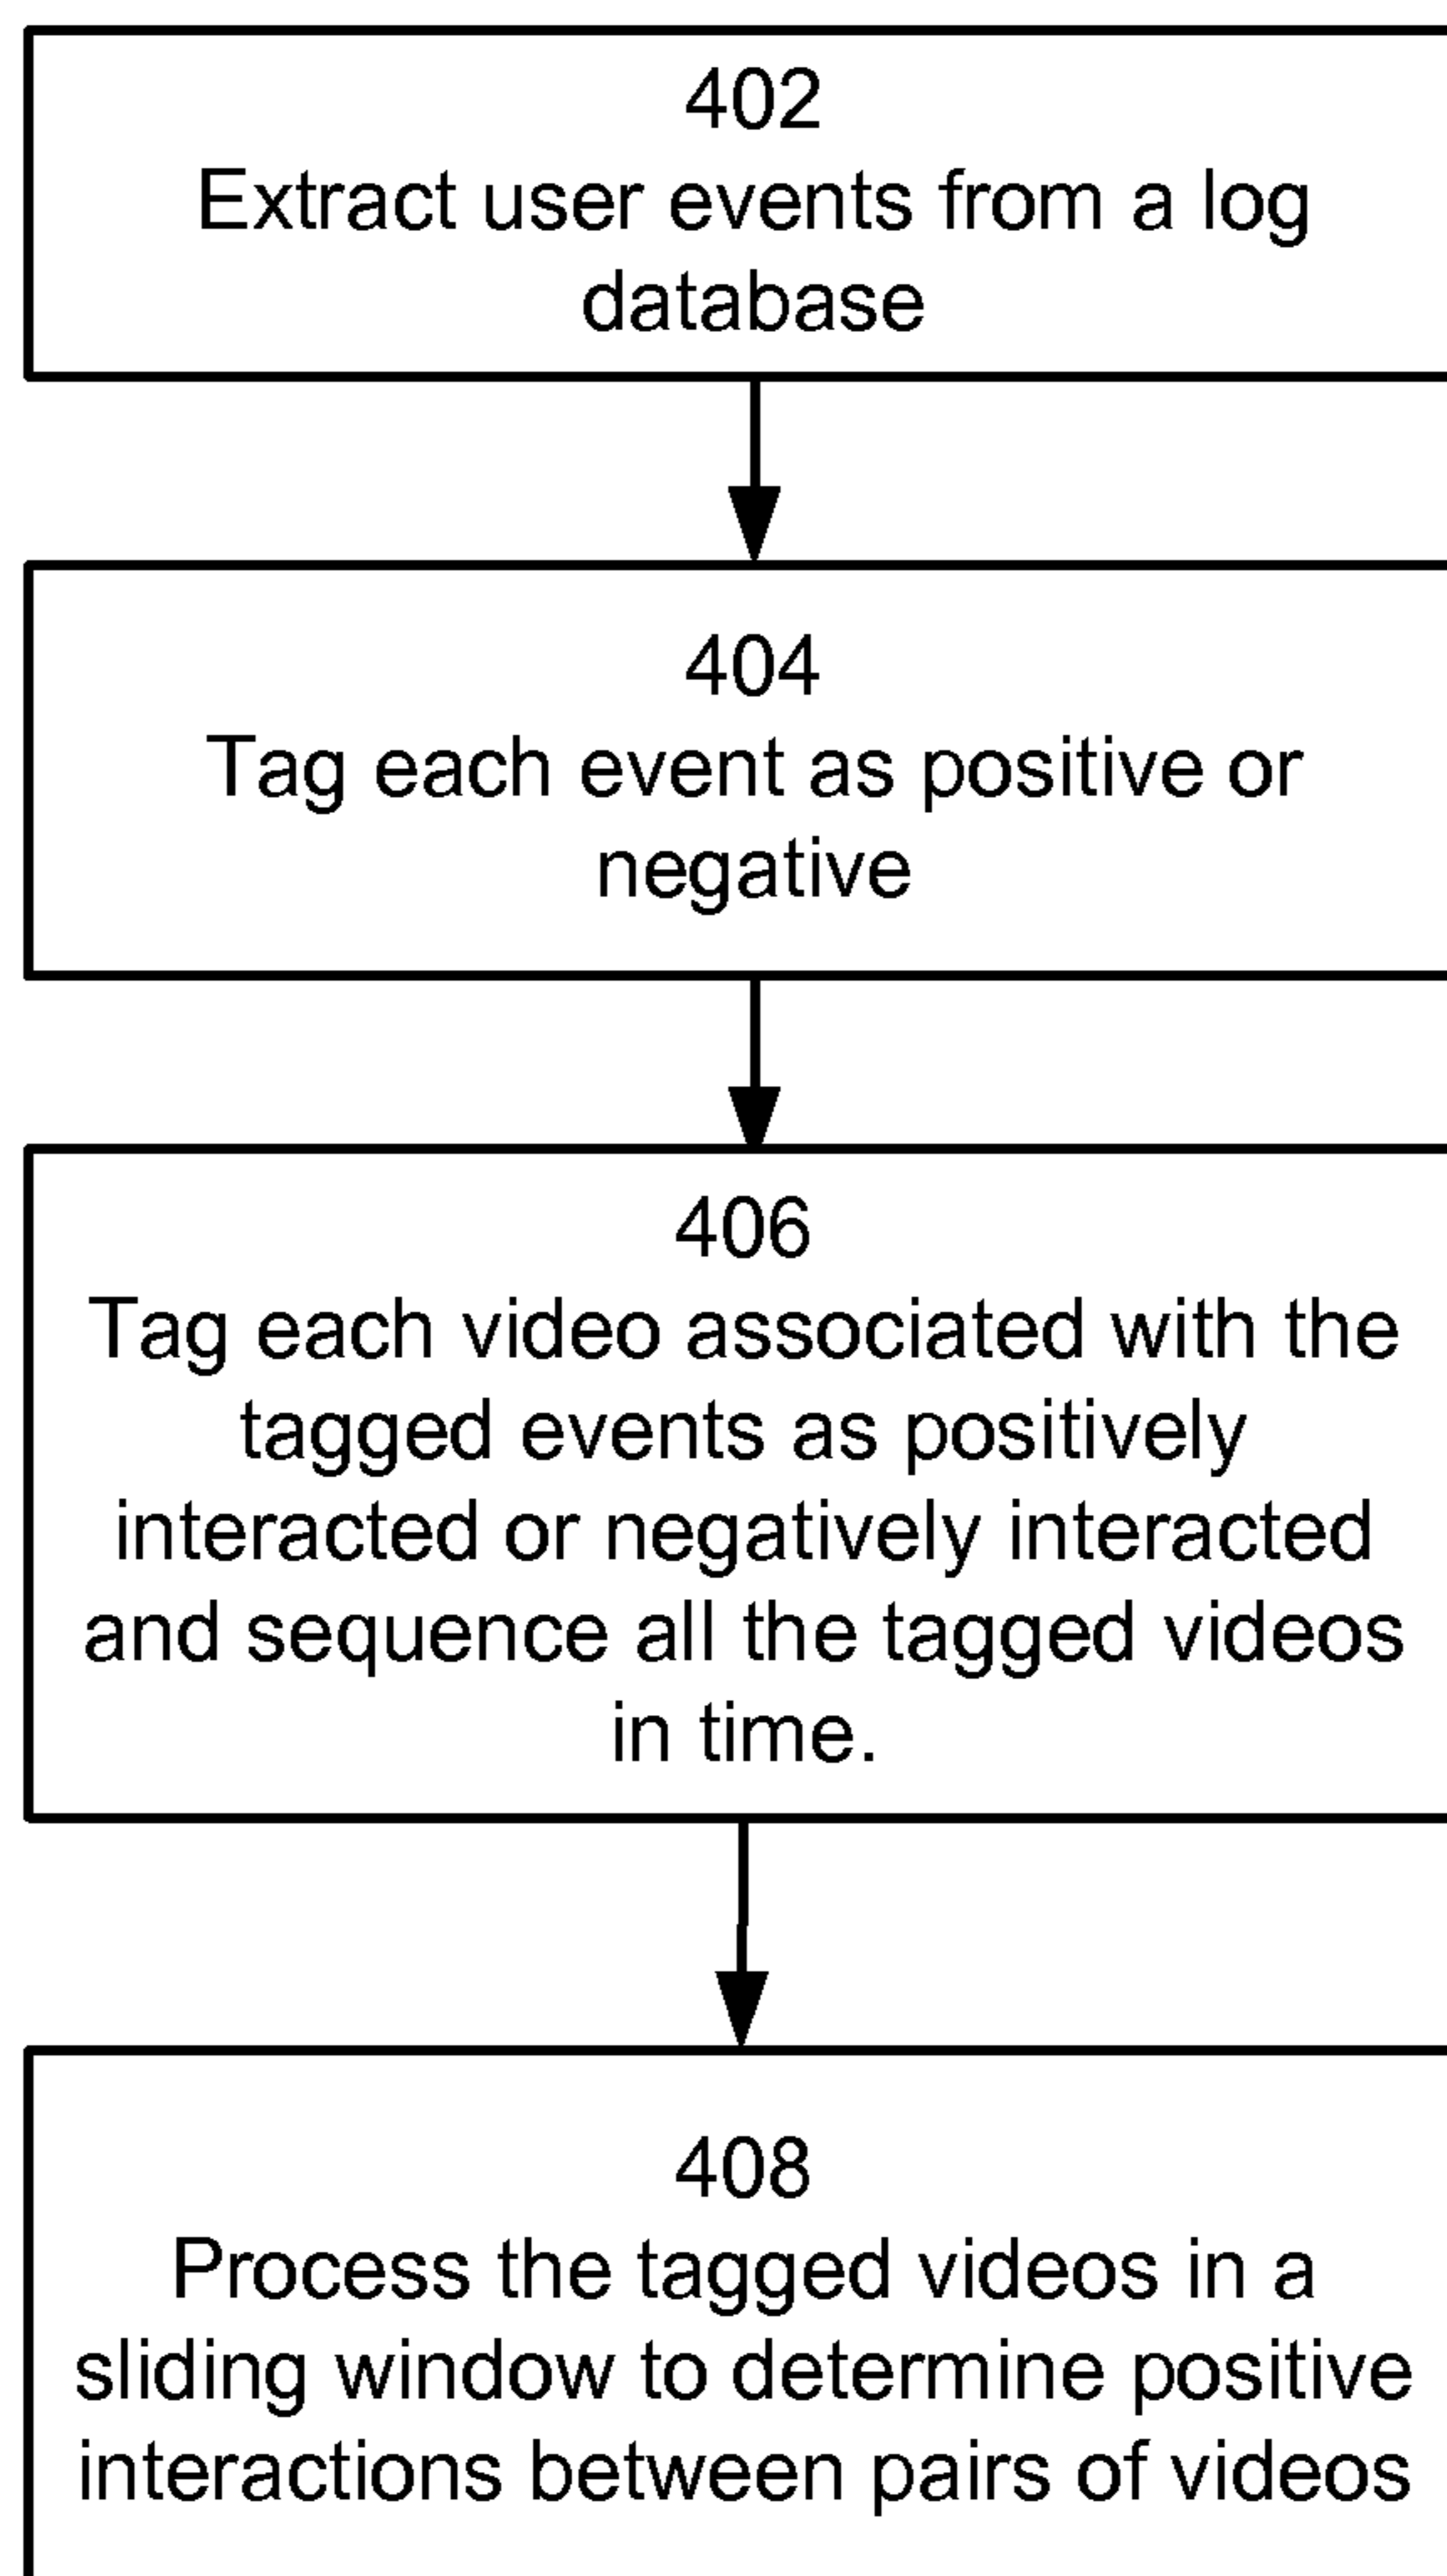 402
Extract user events from a log
database
404
Tag each event as positive or
negative
406
Tag each video associated with the
tagged events as positively
interacted or negatively interacted
and sequence all the tagged videos
in time.
408
Process the tagged videos in a
sliding window to determine positive
interactions between pairs of videos